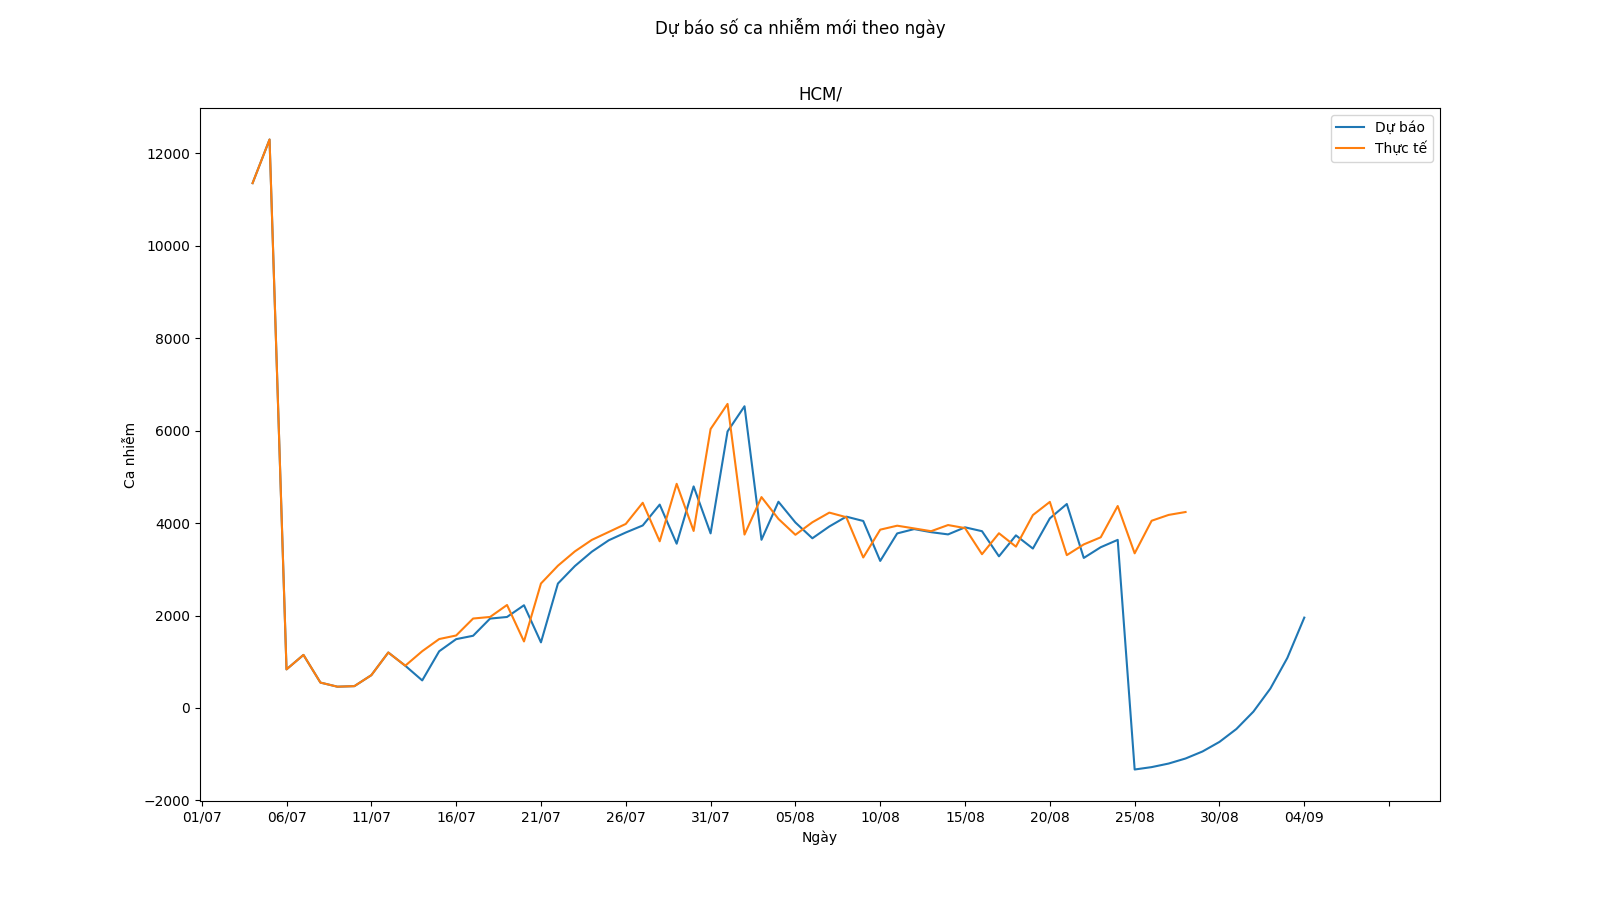 Dự báo số ca nhiễm mới theo ngày
HCM/
Dự báo
Thực tế
12000
10000
8000
6000
4000
2000
0
−2000
Ca nhiễm
01/07 06/07 11/07 16/07 21/07 26/07 31/07 05/08 10/08 15/08 20/08 25/08 30/08 04/09
Ngày